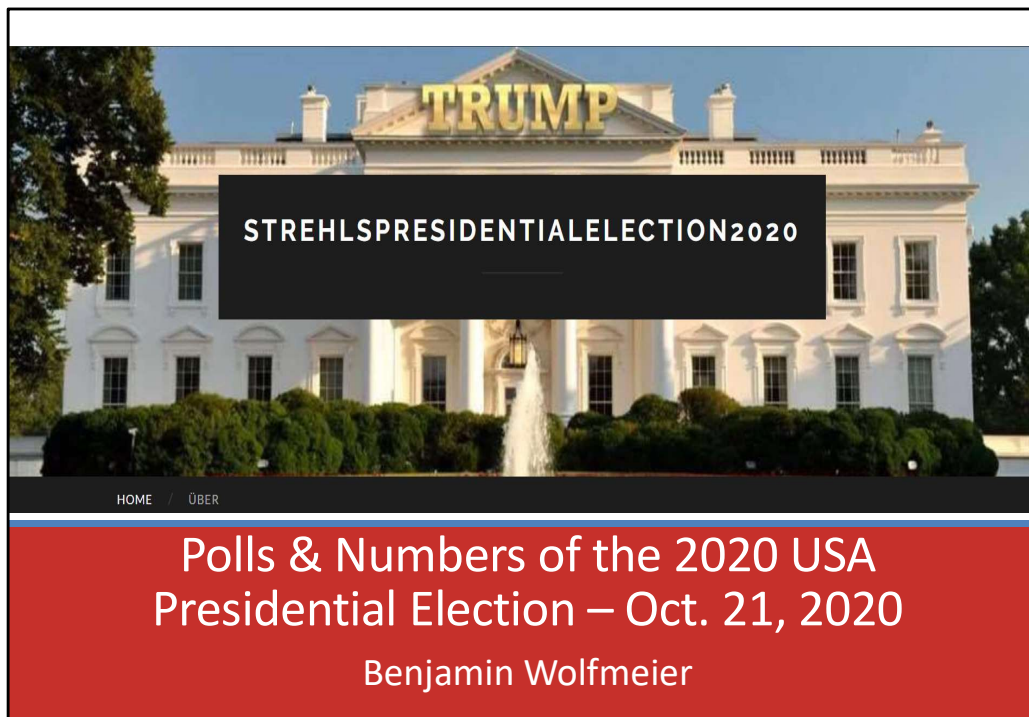 TRUMP
STREHLSPRESIDENTIALELECTION2020
HOME / ÜBER
Polls & Numbers of the 2020 USA
Presidential Election – Oct. 21, 2020
Benjamin Wolfmeier